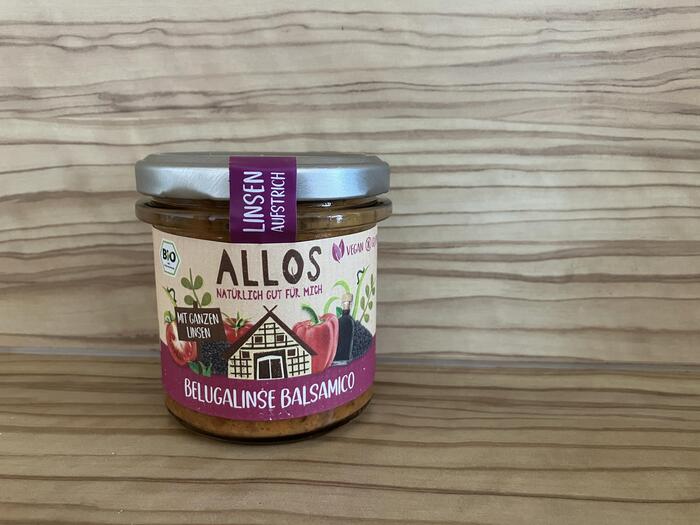 LINSEN
AUFSTRICH
BIO
ALLOS
NATÜRLICH GUT FÜR MICH
VEGAN
MIT GANZEN
LINSEN
BELUGALINSE BALSAMICO